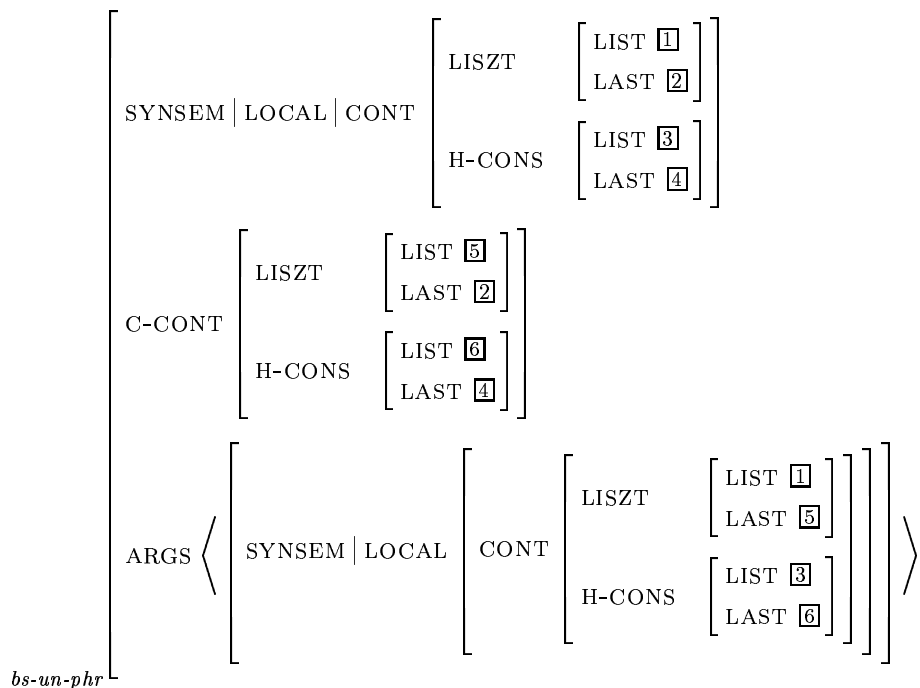 LIST 1
LISZT
LAST 2
SYNSEM | LOCAL | CONT
LIST 3
H-CONS
LAST 4
LIST 5
LISZT
LAST 2
C-CONT
LIST 6
H-CONS
LAST 4
LIST 1
LISZT
LAST 5
ARGS ⟨ SYNSEM | LOCAL CONT ⟩
LIST 3
H-CONS
LAST 6
bs-un-phr